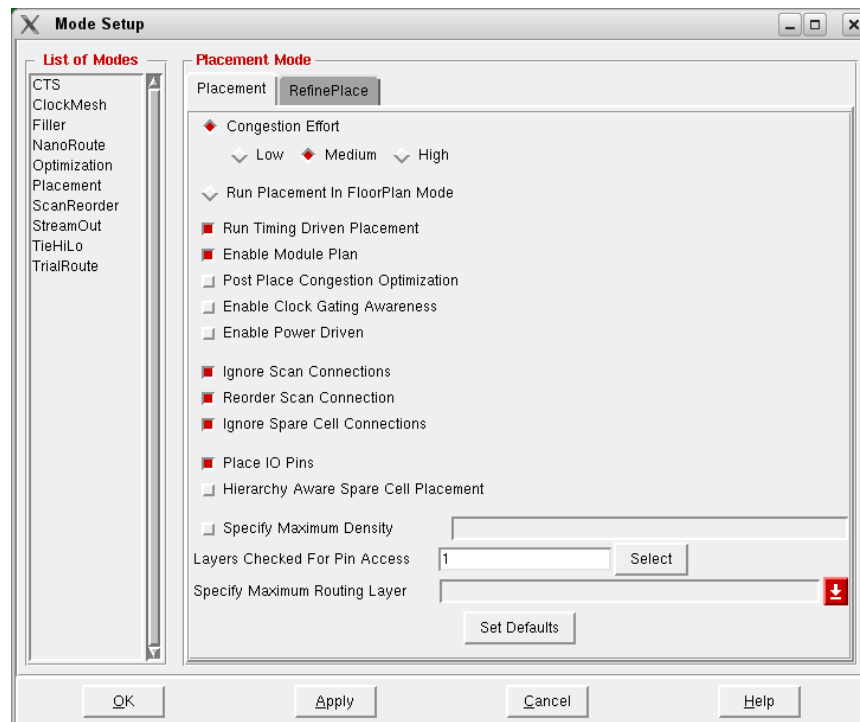 Mode Setup
List of Modes
CTS
ClockMesh
Filler
NanoRoute
Optimization
Placement
ScanReorder
StreamOut
TieHiLo
TrialRoute
Placement Mode
Placement RefinePlace
Congestion Effort
Low Medium High
Run Placement In FloorPlan Mode
Run Timing Driven Placement
Enable Module Plan
Post Place Congestion Optimization
Enable Clock Gating Awareness
Enable Power Driven
Ignore Scan Connections
Reorder Scan Connection
Ignore Spare Cell Connections
Place IO Pins
Hierarchy Aware Spare Cell Placement
Specify Maximum Density
Layers Checked For Pin Access 1 Select
Specify Maximum Routing Layer
Set Defaults
OK Apply Cancel Help